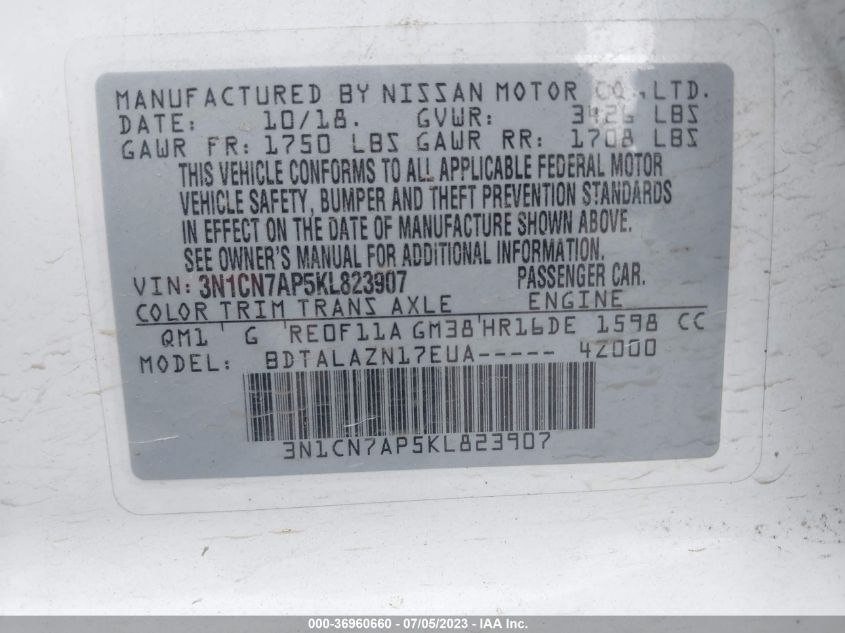 MANUFACTURED BY NISSAN MOTOR CO.,LTD.
DATE: 10/18. GVWR: 3426 LBS
GAWR FR: 1750 LBS GAWR RR: 1708 LBS
THIS VEHICLE CONFORMS TO ALL APPLICABLE FEDERAL MOTOR
VEHICLE SAFETY, BUMPER AND THEFT PREVENTION STANDARDS
IN EFFECT ON THE DATE OF MANUFACTURE SHOWN ABOVE.
SEE OWNER'S MANUAL FOR ADDITIONAL INFORMATION.
VIN: 3N1CN7AP5KL823907 PASSENGER CAR.
COLOR TRIM TRANS AXLE ENGINE
QM1 G RE0F11A GM38 HR16DE 1598 CC
MODEL: BDTALAZN17EUA----- 4Z000
3N1CN7AP5KL823907
000-36960660 - 07/05/2023 - IAA Inc.